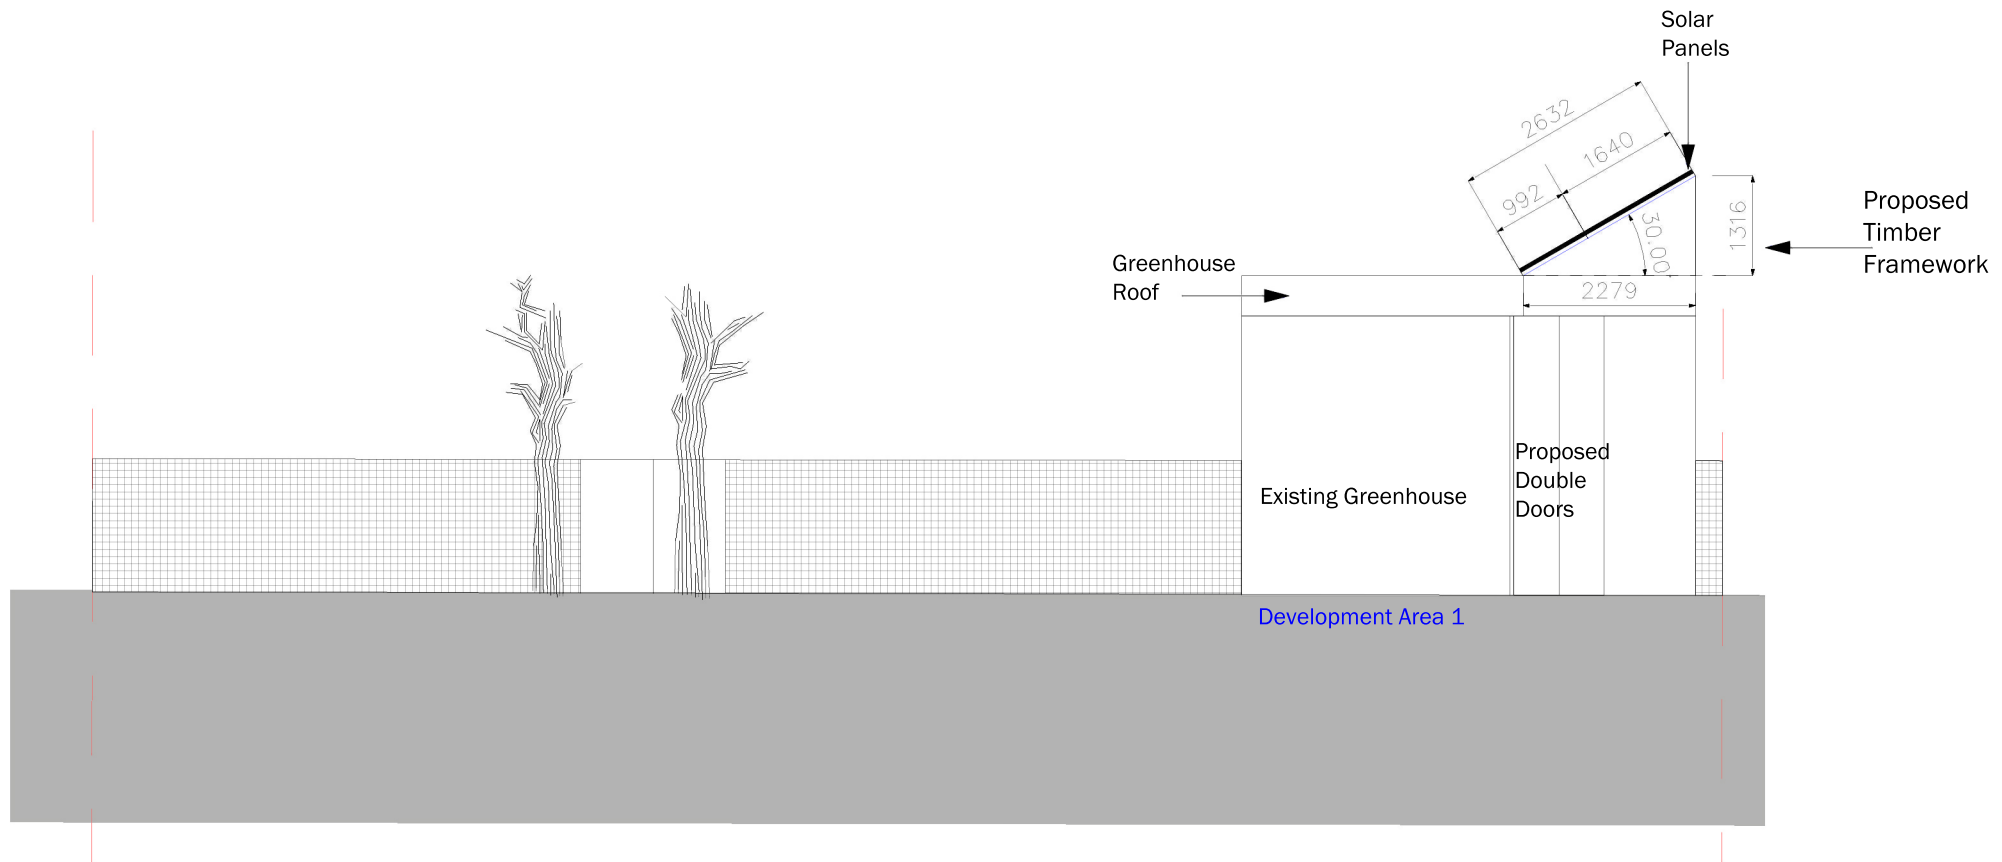 Solar
Panels
2632
1640
992
30.00
1316
Proposed
Timber
Framework
Greenhouse
Roof
2279
Proposed
Double
Doors
Existing Greenhouse
Development Area 1